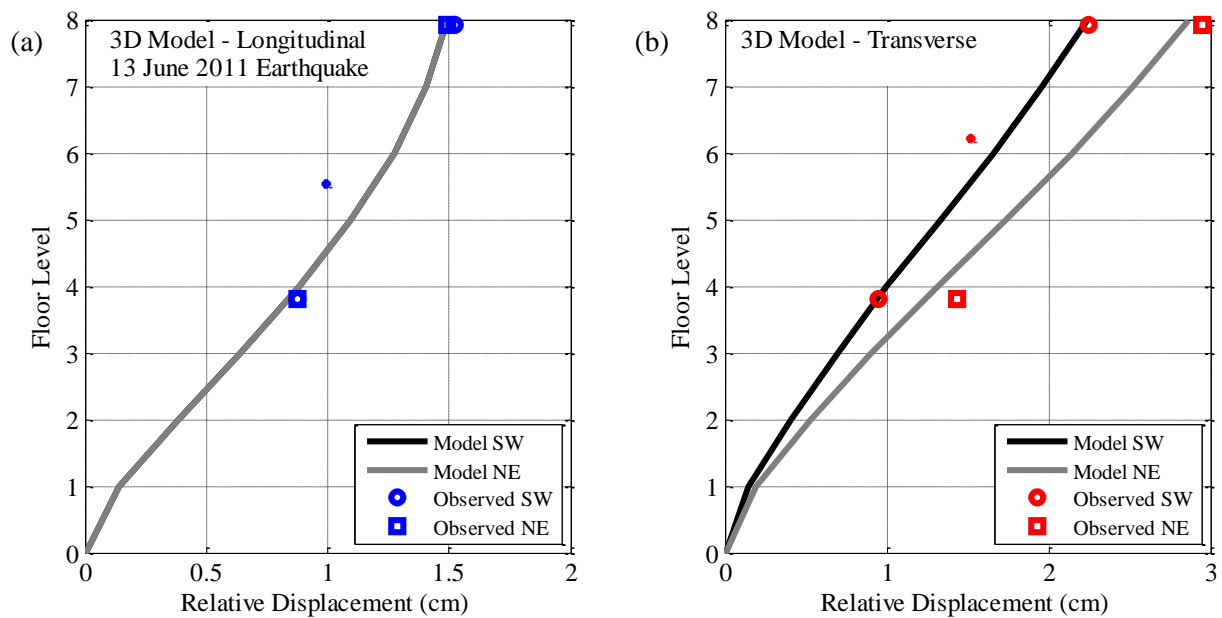 (a)
3D Model - Longitudinal
13 June 2011 Earthquake
8
7
6
5
4
3
2
1
0
Floor Level
0
0.5
1
1.5
2
Relative Displacement (cm)
Model SW
Model NE
Observed SW
Observed NE
(b)
3D Model - Transverse
8
7
6
5
4
3
2
1
0
Floor Level
0
1
2
3
Relative Displacement (cm)
Model SW
Model NE
Observed SW
Observed NE